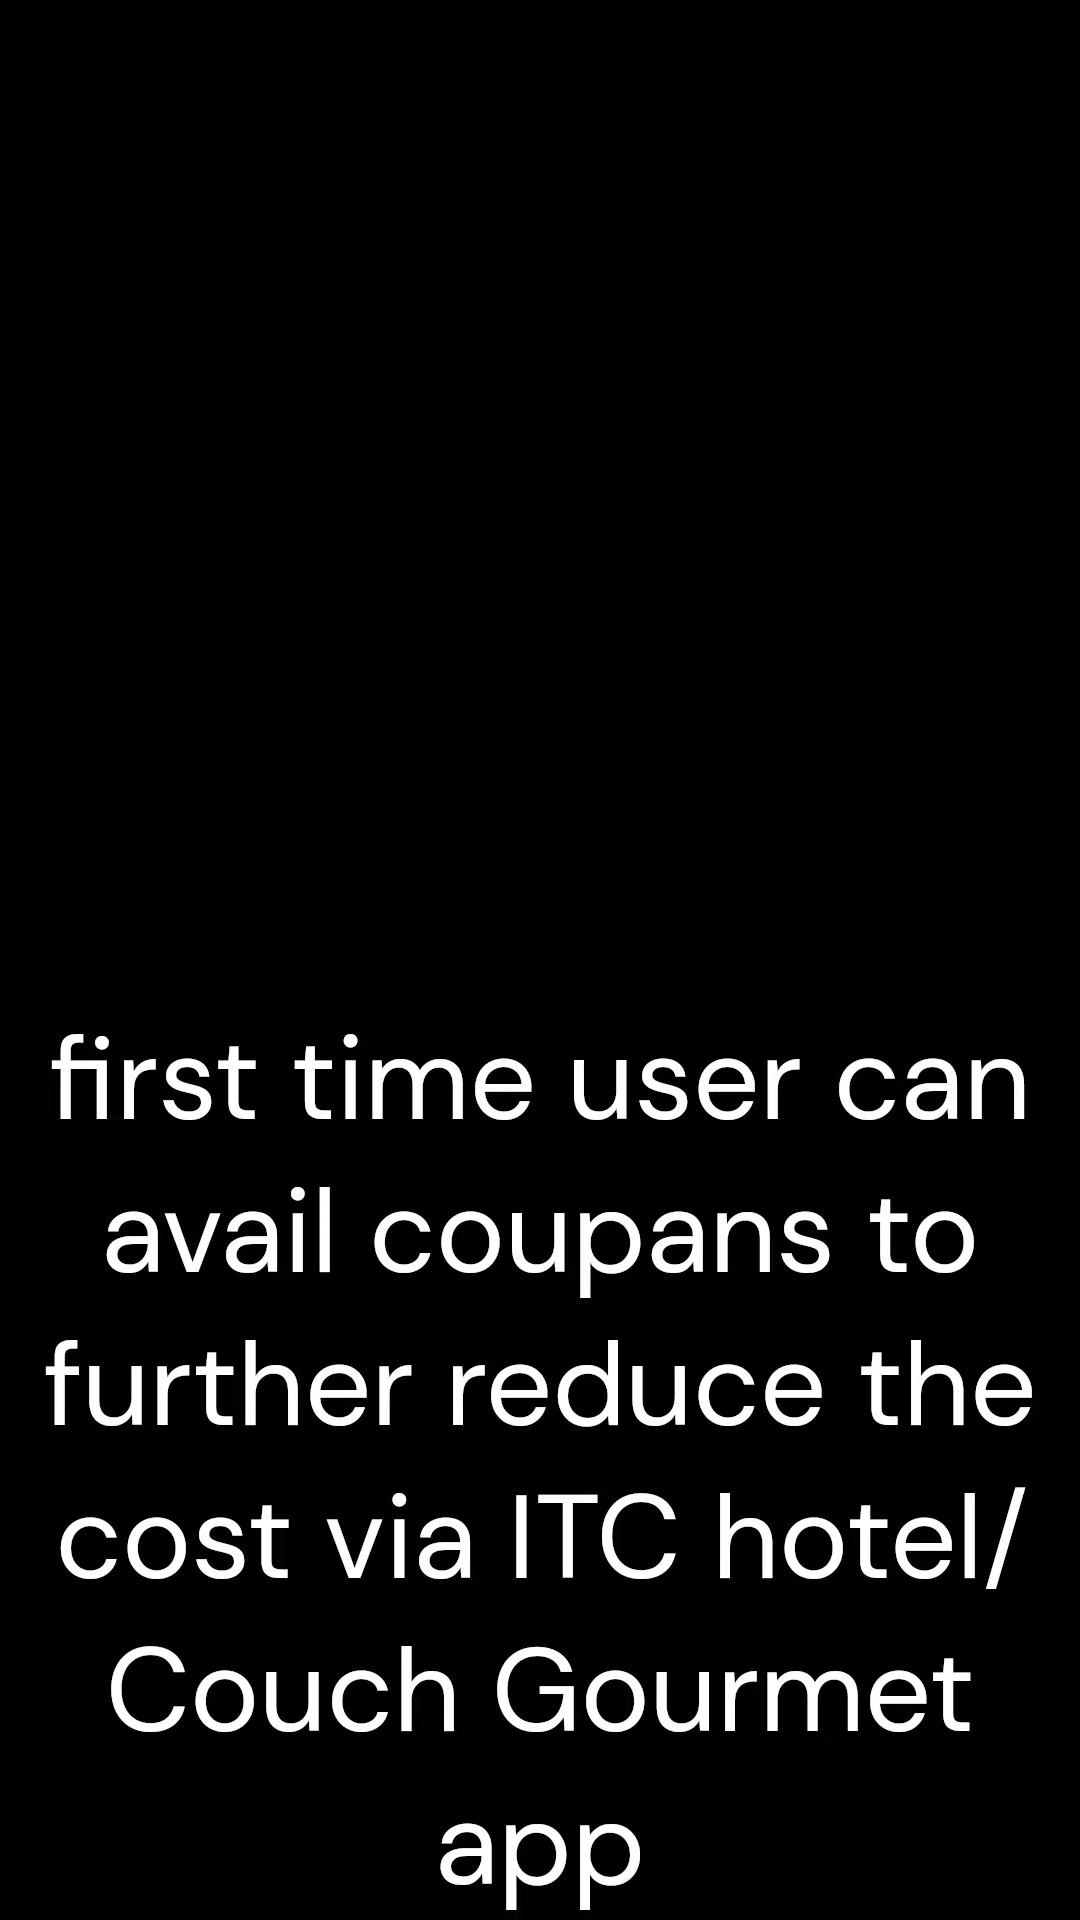 first time user can
avail coupans to
further reduce the
cost via ITC hotel/
Couch Gourmet
app